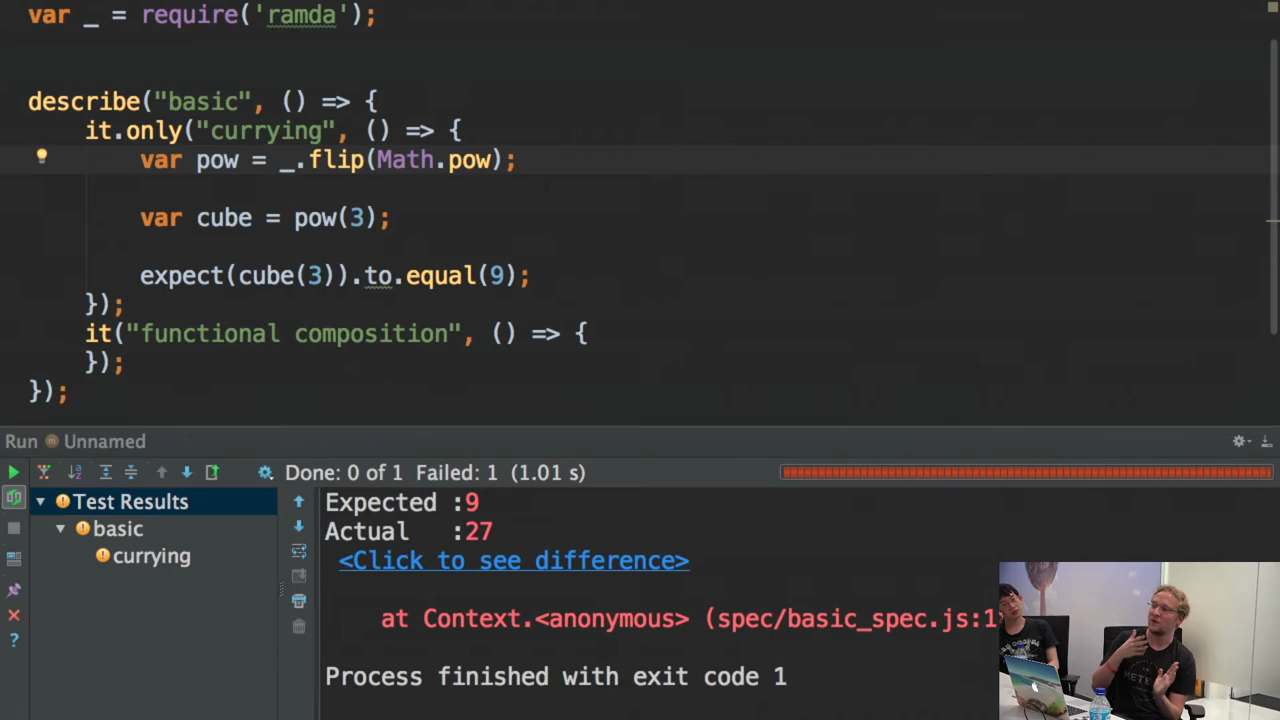 var _ = require('ramda');
describe("basic", () => {
it.only("currying", () => {
var pow = _.flip(Math.pow);
var cube = pow(3);
expect(cube(3)).to.equal(9);
});
it("functional composition", () => {
});
});
Run Unnamed
Done: 0 of 1 Failed: 1 (1.01 s)
Test Results
basic
currying
Expected :9
Actual :27
<Click to see difference>
at Context.<anonymous> (spec/basic_spec.js:1
Process finished with exit code 1
METE